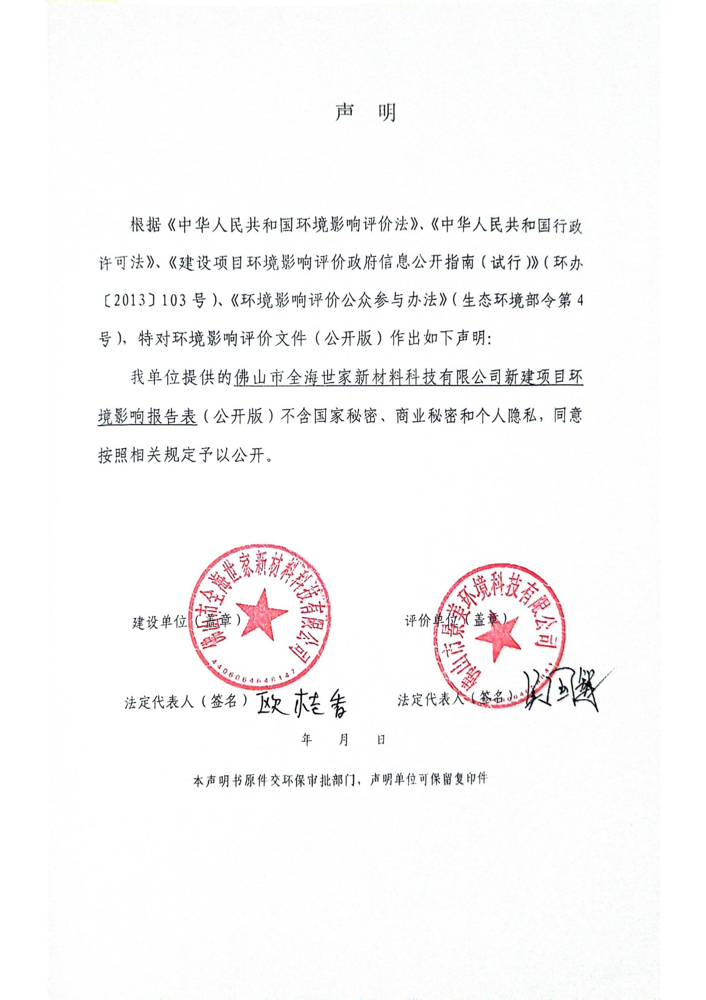 声 明
根据《中华人民共和国环境影响评价法》、《中华人民共和国行政
许可法》、《建设项目环境影响评价政府信息公开指南（试行）》（环办
〔2013〕103 号）、《环境影响评价公众参与办法》（生态环境部令第 4
号），特对环境影响评价文件（公开版）作出如下声明：
我单位提供的佛山市全海世家新材料科技有限公司新建项目环
境影响报告表（公开版）不含国家秘密、商业秘密和个人隐私，同意
按照相关规定予以公开。
佛山市全海世家新材料科技有限公司
4406064648147
佛山市景姜环境科技有限公司
建设单位（盖章） 评价单位（盖章）
法定代表人（签名）欧桂香 法定代表人（签名）
年 月 日
本声明书原件交环保审批部门，声明单位可保留复印件